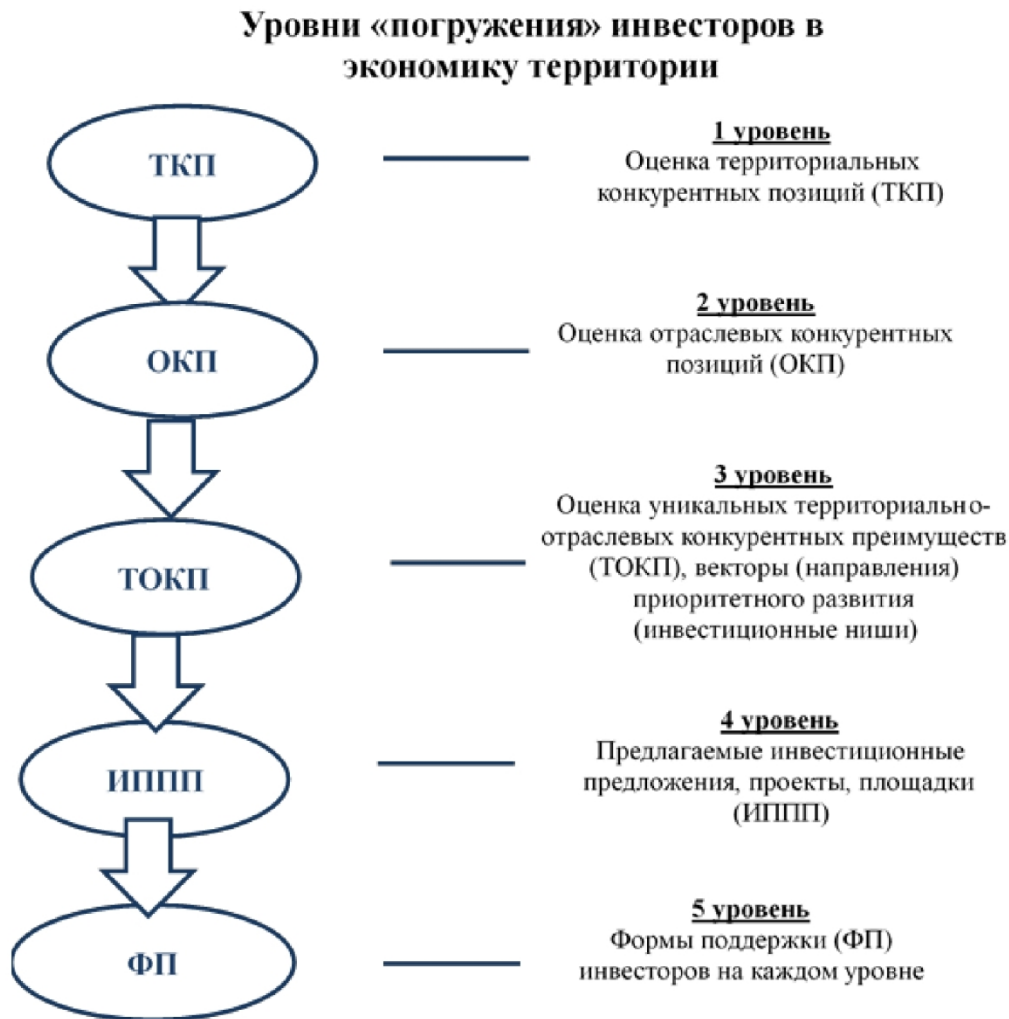 Уровни «погружения» инвесторов в
экономику территории
ТКП
1 уровень
Оценка территориальных
конкурентных позиций (ТКП)
ОКП
2 уровень
Оценка отраслевых конкурентных
позиций (ОКП)
ТОКП
3 уровень
Оценка уникальных территориально-
отраслевых конкурентных преимуществ
(ТОКП), векторы (направления)
приоритетного развития
(инвестиционные ниши)
ИППП
4 уровень
Предлагаемые инвестиционные
предложения, проекты, площадки
(ИППП)
ФП
5 уровень
Формы поддержки (ФП)
инвесторов на каждом уровне